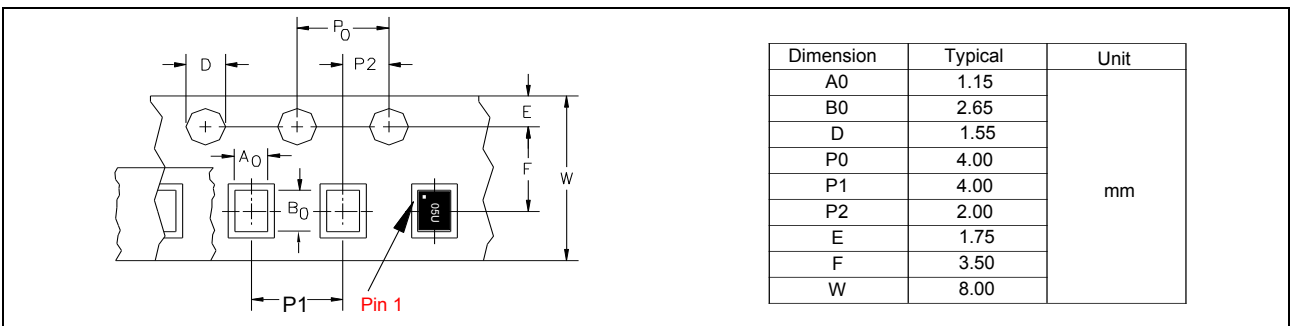 P0
D
P2
E
A0
F
W
B0
05U
P1
Pin 1
Dimension Typical Unit
A0 1.15
B0 2.65
D 1.55
P0 4.00
P1 4.00 mm
P2 2.00
E 1.75
F 3.50
W 8.00